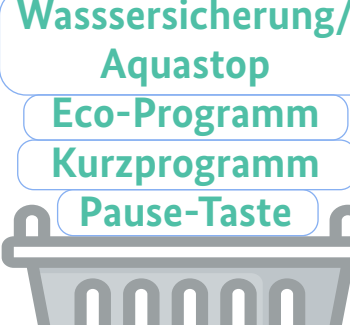 Wasssersicherung/
Aquastop
Eco-Programm
Kurzprogramm
Pause-Taste